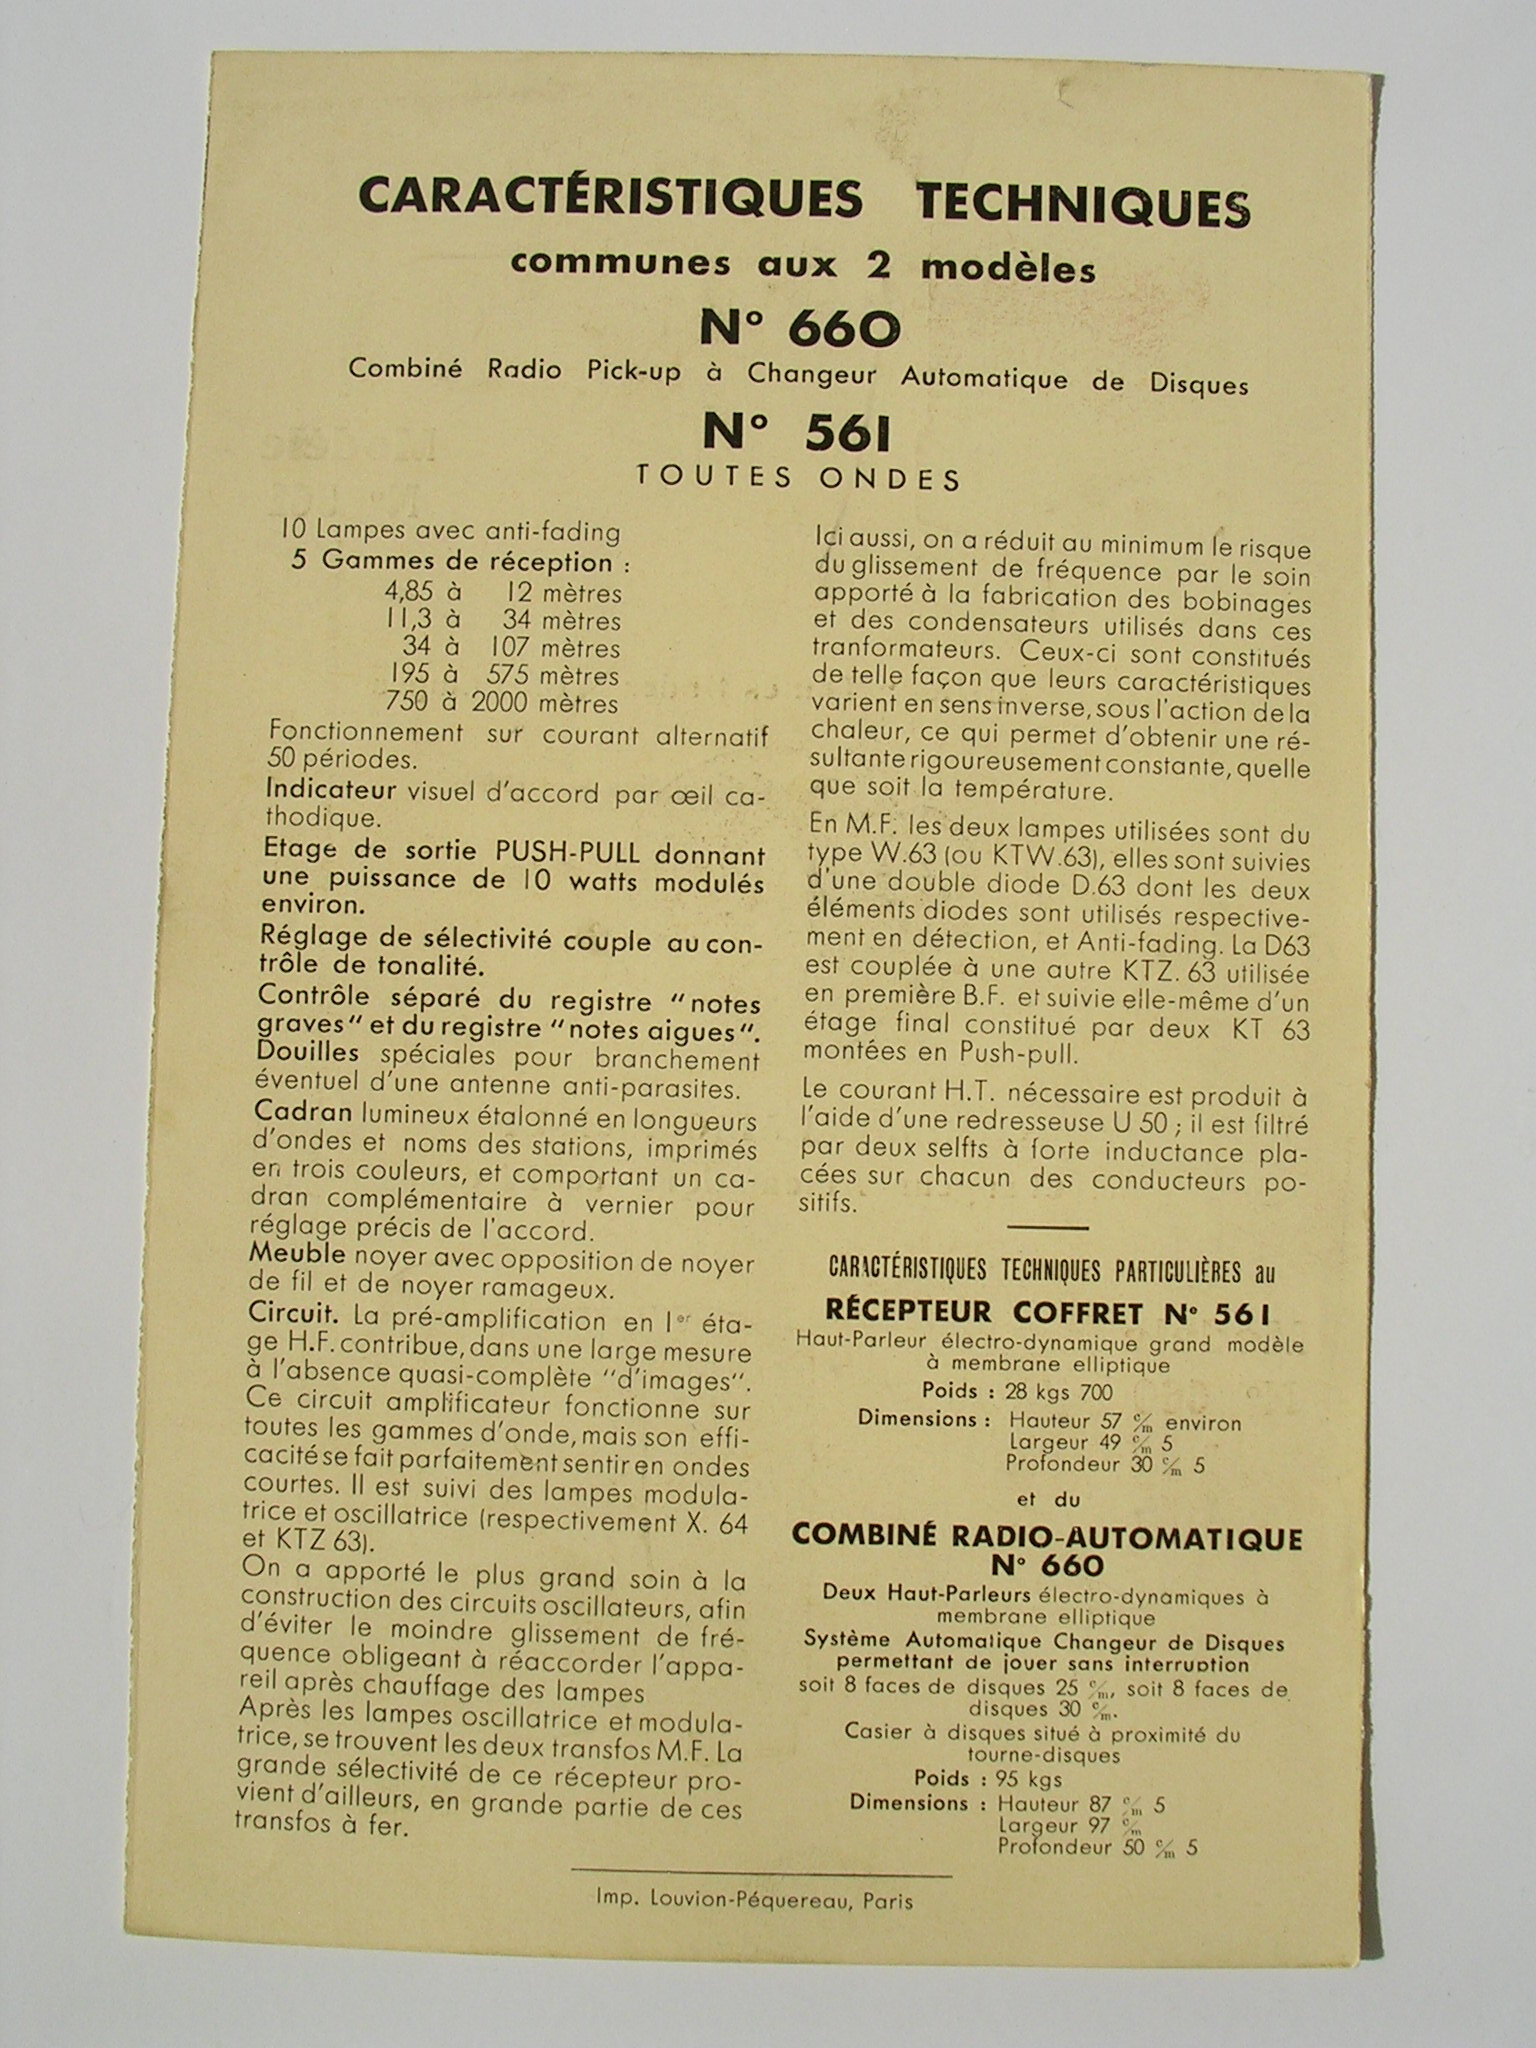 CARACTÉRISTIQUES TECHNIQUES
communes aux 2 modèles
N° 660
Combiné Radio Pick-up à Changeur Automatique de Disques
N° 561
TOUTES ONDES
10 Lampes avec anti-fading
5 Gammes de réception :
4,85 à 12 mètres
11,3 à 34 mètres
34 à 107 mètres
195 à 575 mètres
750 à 2000 mètres
Fonctionnement sur courant alternatif
50 périodes.
Indicateur visuel d'accord par œil ca-
thodique.
Etage de sortie PUSH-PULL donnant
une puissance de 10 watts modulés
environ.
Réglage de sélectivité couple au con-
trôle de tonalité.
Contrôle séparé du registre "notes
graves" et du registre "notes aigues".
Douilles spéciales pour branchement
éventuel d'une antenne anti-parasites.
Cadran lumineux étalonné en longueurs
d'ondes et noms des stations, imprimés
en trois couleurs, et comportant un ca-
dran complémentaire à vernier pour
réglage précis de l'accord.
Meuble noyer avec opposition de noyer
de fil et de noyer ramageux.
Circuit. La pré-amplification en 1er éta-
ge H.F. contribue, dans une large mesure
à l'absence quasi-complète "d'images".
Ce circuit amplificateur fonctionne sur
toutes les gammes d'onde, mais son effi-
cacité se fait parfaitement sentir en ondes
courtes. Il est suivi des lampes modula-
trice et oscillatrice (respectivement X. 64
et KTZ 63).
On a apporté le plus grand soin à la
construction des circuits oscillateurs, afin
d'éviter le moindre glissement de fré-
quence obligeant à réaccorder l'appa-
reil après chauffage des lampes
Après les lampes oscillatrice et modula-
trice, se trouvent les deux transfos M.F. La
grande sélectivité de ce récepteur pro-
vient d'ailleurs, en grande partie de ces
transfos à fer.
Ici aussi, on a réduit au minimum le risque
du glissement de fréquence par le soin
apporté à la fabrication des bobinages
et des condensateurs utilisés dans ces
tranformateurs. Ceux-ci sont constitués
de telle façon que leurs caractéristiques
varient en sens inverse, sous l'action de la
chaleur, ce qui permet d'obtenir une ré-
sultante rigoureusement constante, quelle
que soit la température.
En M.F. les deux lampes utilisées sont du
type W.63 (ou KTW.63), elles sont suivies
d'une double diode D.63 dont les deux
éléments diodes sont utilisés respective-
ment en détection, et Anti-fading. La D63
est couplée à une autre KTZ. 63 utilisée
en première B.F. et suivie elle-même d'un
étage final constitué par deux KT 63
montées en Push-pull.
Le courant H.T. nécessaire est produit à
l'aide d'une redresseuse U 50 ; il est filtré
par deux selfts à forte inductance pla-
cées sur chacun des conducteurs po-
sitifs.
CARACTÉRISTIQUES TECHNIQUES PARTICULIÈRES au
RÉCEPTEUR COFFRET N° 561
Haut-Parleur électro-dynamique grand modèle
à membrane elliptique
Poids : 28 kgs 700
Dimensions : Hauteur 57 c/m environ
Largeur 49 c/m 5
Profondeur 30 c/m 5
et du
COMBINÉ RADIO-AUTOMATIQUE
N° 660
Deux Haut-Parleurs électro-dynamiques à
membrane elliptique
Système Automatique Changeur de Disques
permettant de jouer sans interruption
soit 8 faces de disques 25 c/m, soit 8 faces de
disques 30 c/m.
Casier à disques situé à proximité du
tourne-disques
Poids : 95 kgs
Dimensions : Hauteur 87 c/m 5
Largeur 97 c/m
Profondeur 50 c/m 5
Imp. Louvion-Péquereau, Paris